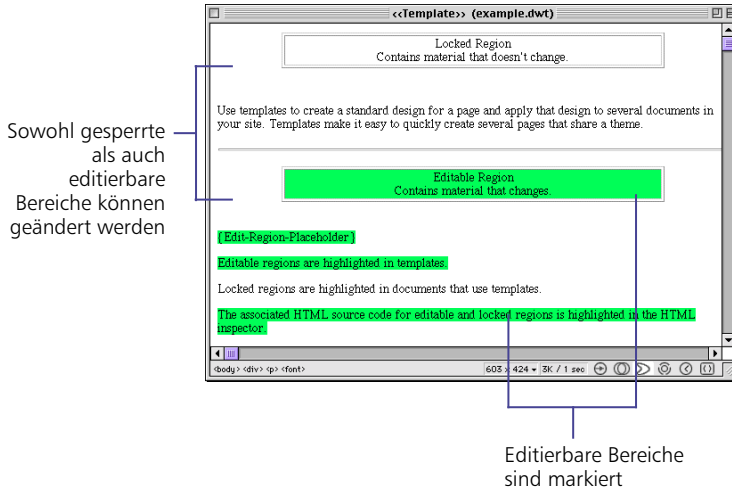 <<Template>> (example.dwt)
Locked Region
Contains material that doesn't change.
Use templates to create a standard design for a page and apply that design to several documents in
your site. Templates make it easy to quickly create several pages that share a theme.
Sowohl gesperrte
als auch
editierbare
Bereiche können
geändert werden
Editable Region
Contains material that changes.
{Edit-Region-Placeholder}
Editable regions are highlighted in templates.
Locked regions are highlighted in documents that use templates.
The associated HTML source code for editable and locked regions is highlighted in the HTML
inspector.
<body> <div> <p> <font>
603 x 424 3K / 1 sec
Editierbare Bereiche
sind markiert